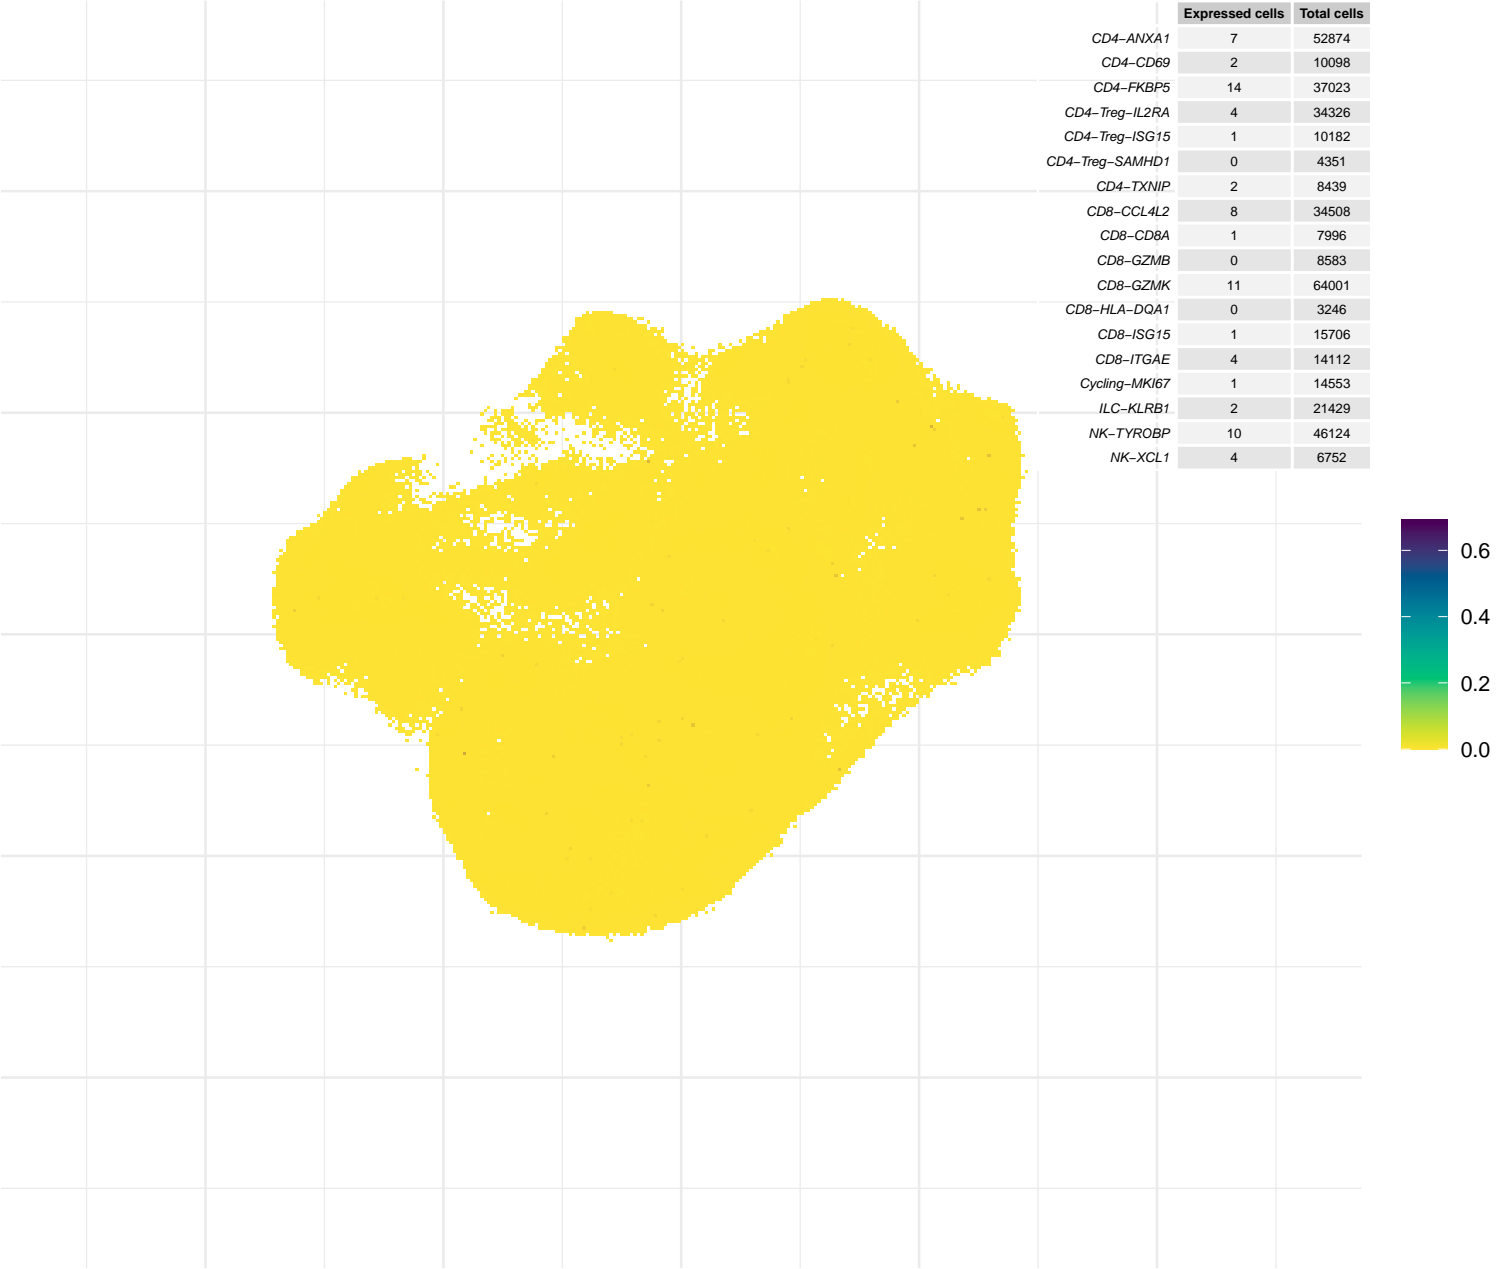 Expressed cells Total cells
CD4−ANXA1 7 52874
CD4−CD69 2 10098
CD4−FKBP5 14 37023
CD4−Treg−IL2RA 4 34326
CD4−Treg−ISG15 1 10182
CD4−Treg−SAMHD1 0 4351
CD4−TXNIP 2 8439
CD8−CCL4L2 8 34508
CD8−CD8A 1 7996
CD8−GZMB 0 8583
CD8−GZMK 11 64001
CD8−HLA−DQA1 0 3246
CD8−ISG15 1 15706
CD8−ITGAE 4 14112
Cycling−MKI67 1 14553
ILC−KLRB1 2 21429
NK−TYROBP 10 46124
NK−XCL1 4 6752
0.6
0.4
0.2
0.0